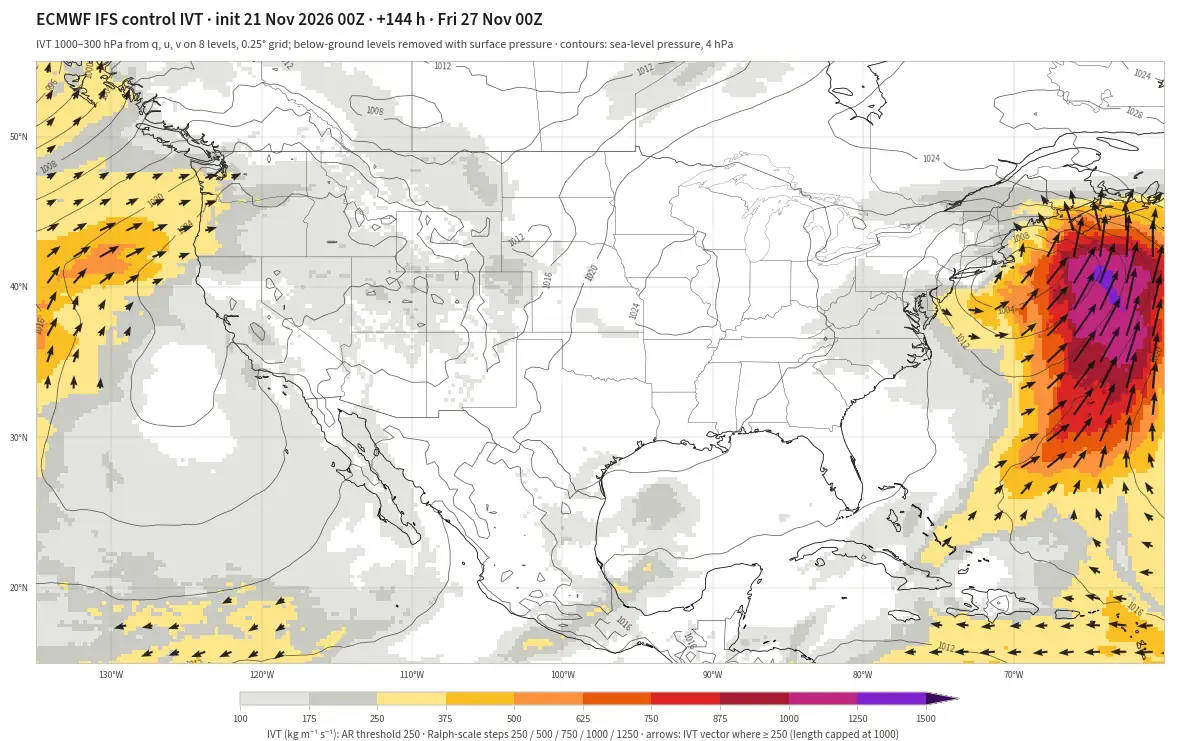 ECMWF IFS control IVT · init 21 Nov 2026 00Z · +144 h · Fri 27 Nov 00Z
IVT 1000–300 hPa from q, u, v on 8 levels, 0.25° grid; below-ground levels removed with surface pressure · contours: sea-level pressure, 4 hPa
1012
1012
1024
1008
1028
50°N
1024
1008
1000
1008
1012
40°N
1016
1020
1024
1004
1012
30°N
20°N
1016
1016
1016
1012
130°W 120°W 110°W 100°W 90°W 80°W 70°W
100 175 250 375 500 625 750 875 1000 1250 1500
IVT (kg m⁻¹ s⁻¹): AR threshold 250 · Ralph-scale steps 250 / 500 / 750 / 1000 / 1250 · arrows: IVT vector where ≥ 250 (length capped at 1000)